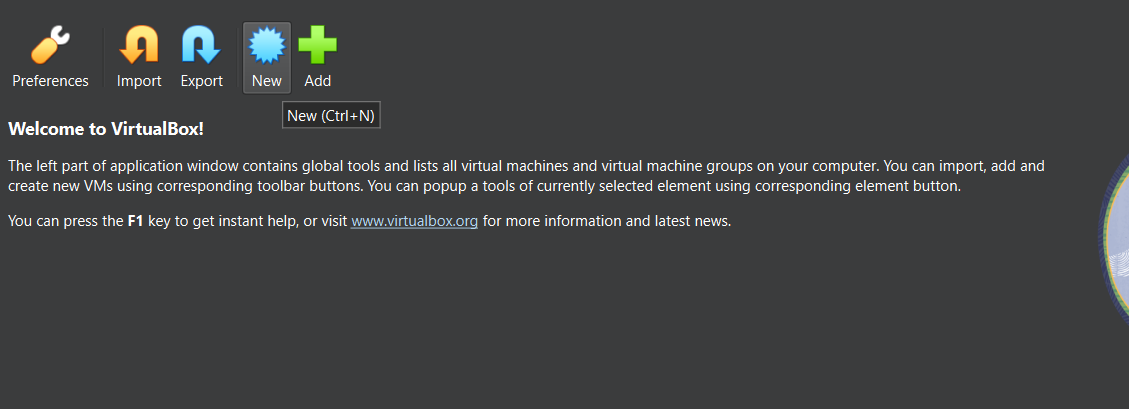 Preferences Import Export New Add
New (Ctrl+N)
Welcome to VirtualBox!
The left part of application window contains global tools and lists all virtual machines and virtual machine groups on your computer. You can import, add and
create new VMs using corresponding toolbar buttons. You can popup a tools of currently selected element using corresponding element button.
You can press the F1 key to get instant help, or visit www.virtualbox.org for more information and latest news.